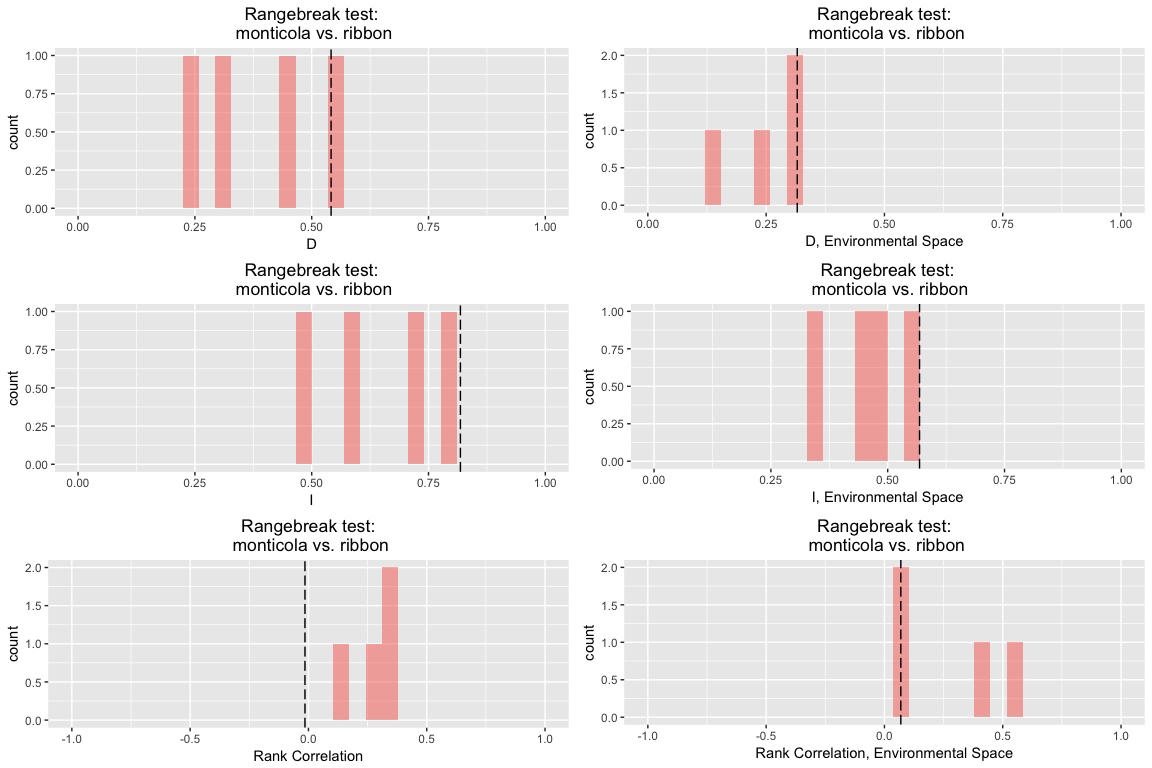 Rangebreak test:
monticola vs. ribbon
count
1.00
0.75
0.50
0.25
0.00
0.00 0.25 0.50 0.75 1.00
D
Rangebreak test:
monticola vs. ribbon
count
2.0
1.5
1.0
0.5
0.0
0.00 0.25 0.50 0.75 1.00
D, Environmental Space
Rangebreak test:
monticola vs. ribbon
count
1.00
0.75
0.50
0.25
0.00
0.00 0.25 0.50 0.75 1.00
I
Rangebreak test:
monticola vs. ribbon
count
1.00
0.75
0.50
0.25
0.00
0.00 0.25 0.50 0.75 1.00
I, Environmental Space
Rangebreak test:
monticola vs. ribbon
count
2.0
1.5
1.0
0.5
0.0
-1.0 -0.5 0.0 0.5 1.0
Rank Correlation
Rangebreak test:
monticola vs. ribbon
count
2.0
1.5
1.0
0.5
0.0
-1.0 -0.5 0.0 0.5 1.0
Rank Correlation, Environmental Space